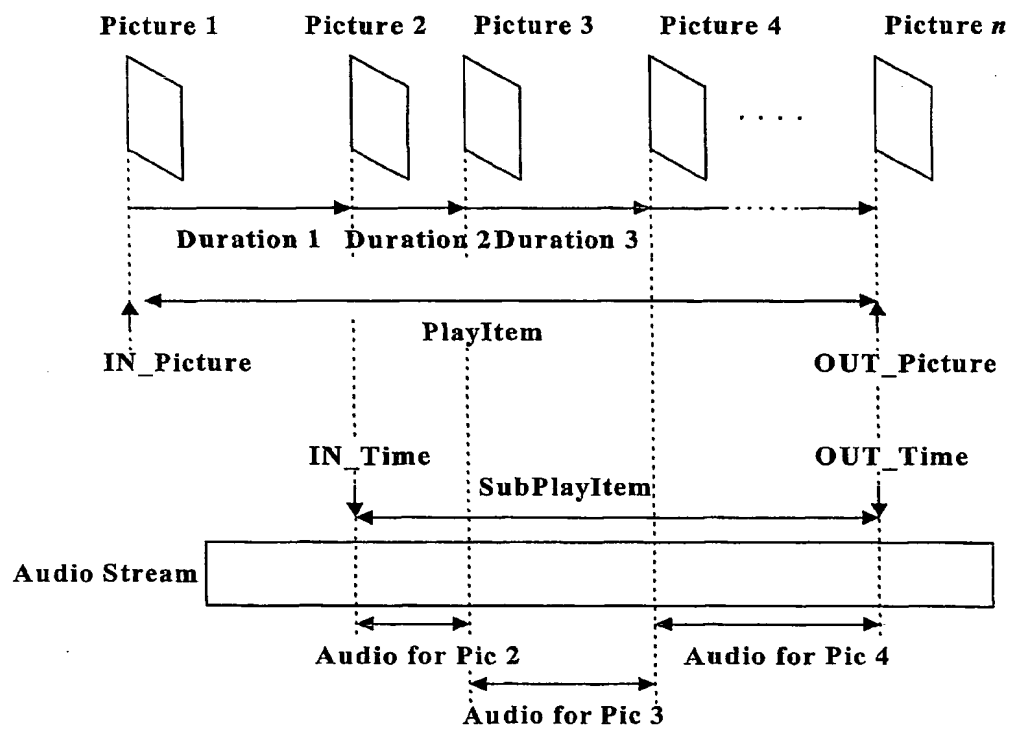 Picture 1 Picture 2 Picture 3 Picture 4 Picture n
Duration 1 Duration 2 Duration 3
PlayItem
IN_Picture OUT_Picture
IN_Time OUT_Time
SubPlayItem
Audio Stream
Audio for Pic 2 Audio for Pic 4
Audio for Pic 3